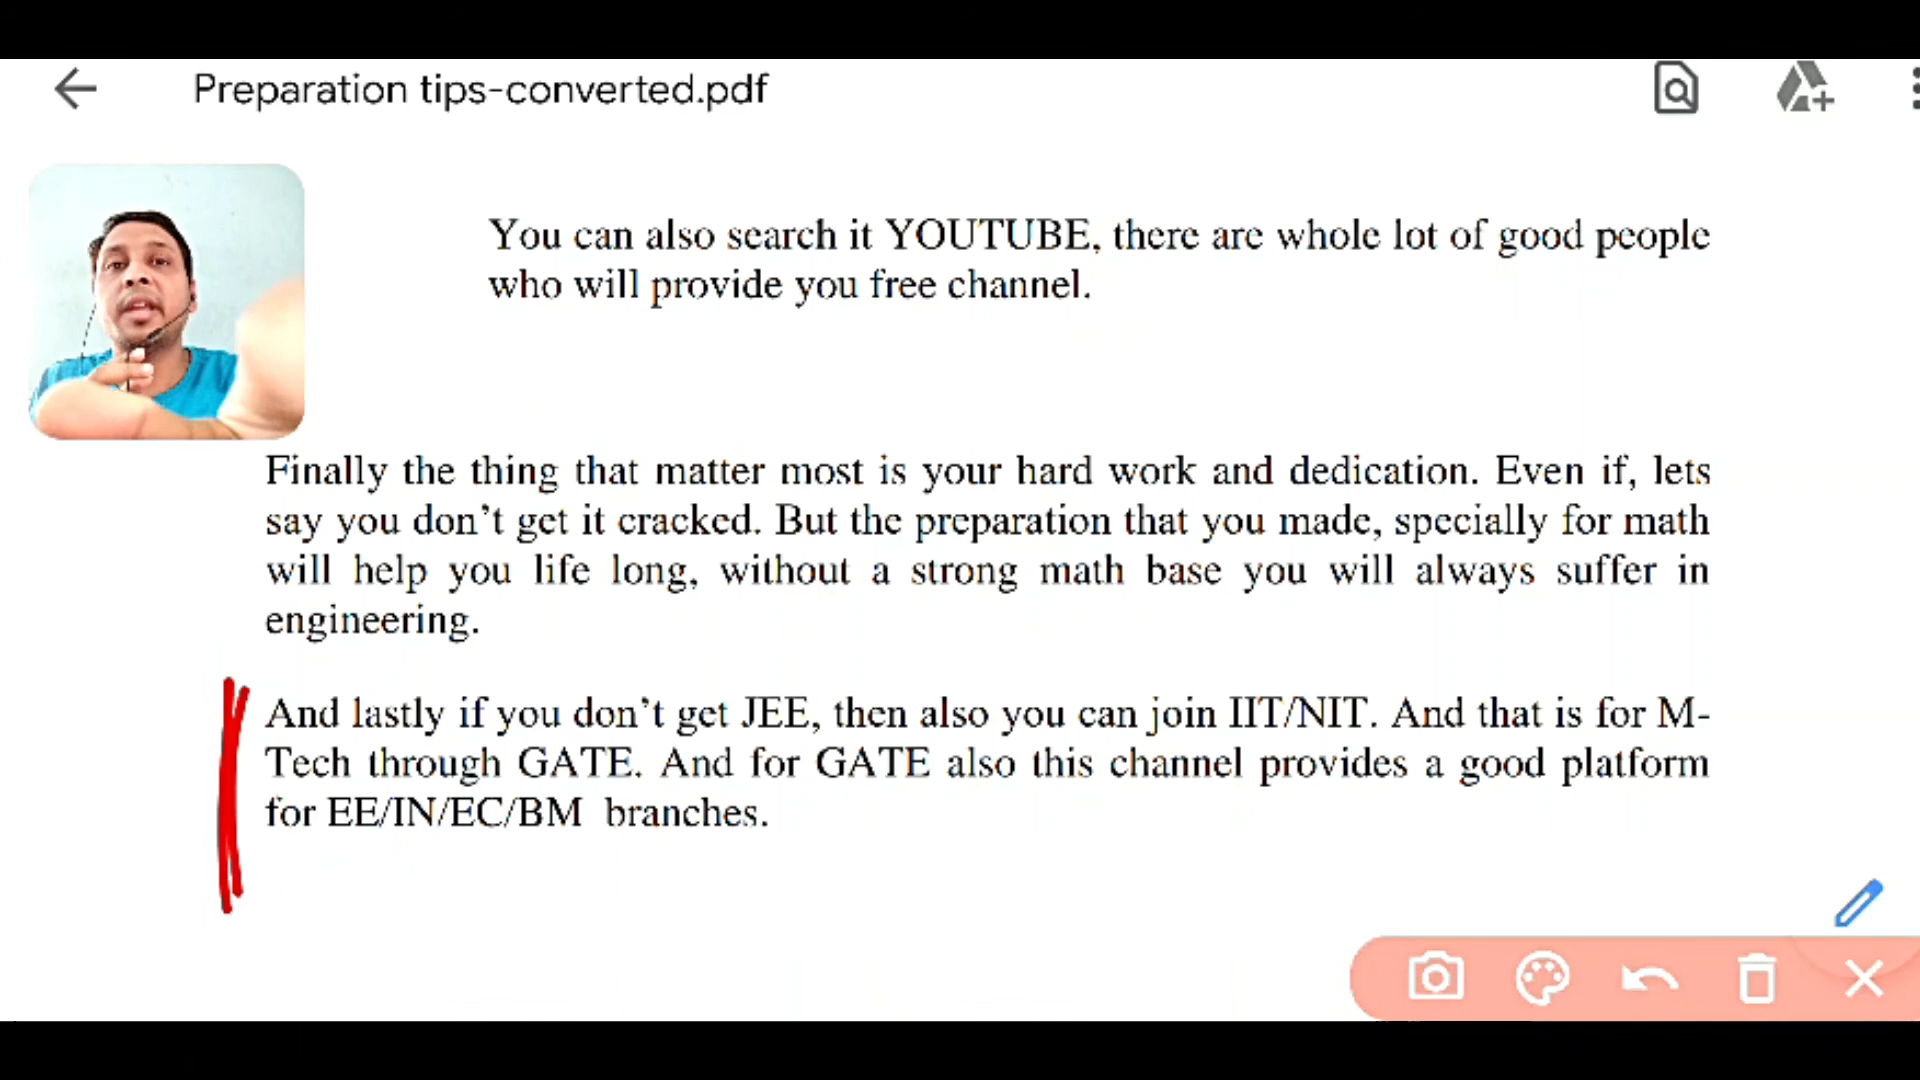 Preparation tips-converted.pdf
You can also search it YOUTUBE, there are whole lot of good people
who will provide you free channel.
Finally the thing that matter most is your hard work and dedication. Even if, lets
say you don’t get it cracked. But the preparation that you made, specially for math
will help you life long, without a strong math base you will always suffer in
engineering.
And lastly if you don’t get JEE, then also you can join IIT/NIT. And that is for M-
Tech through GATE. And for GATE also this channel provides a good platform
for EE/IN/EC/BM branches.